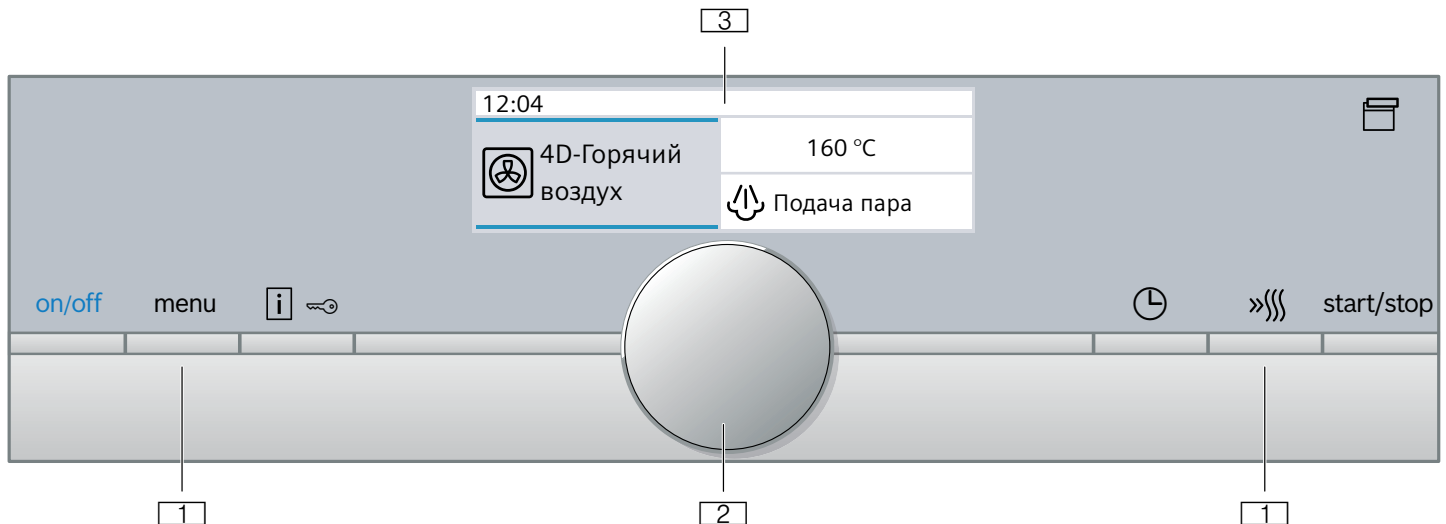 3
12:04
4D-Горячий
воздух
160 °C
Подача пара
on/off
menu
i
start/stop
1
2
1